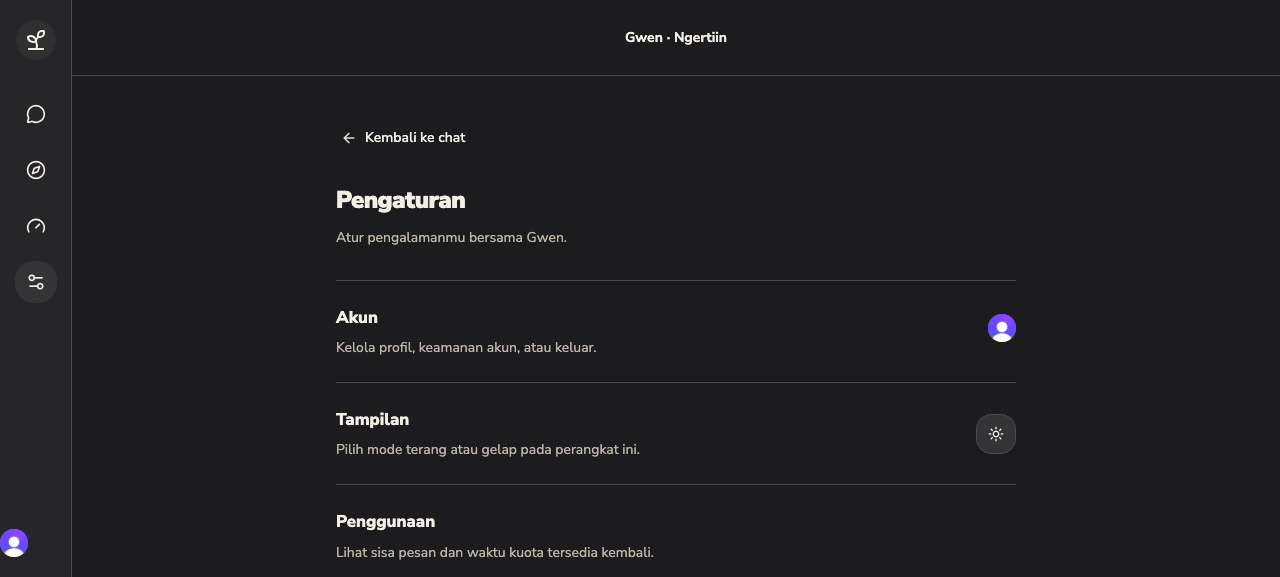 Gwen · Ngertiin
Kembali ke chat
Pengaturan
Atur pengalamanmu bersama Gwen.
Akun
Kelola profil, keamanan akun, atau keluar.
Tampilan
Pilih mode terang atau gelap pada perangkat ini.
Penggunaan
Lihat sisa pesan dan waktu kuota tersedia kembali.